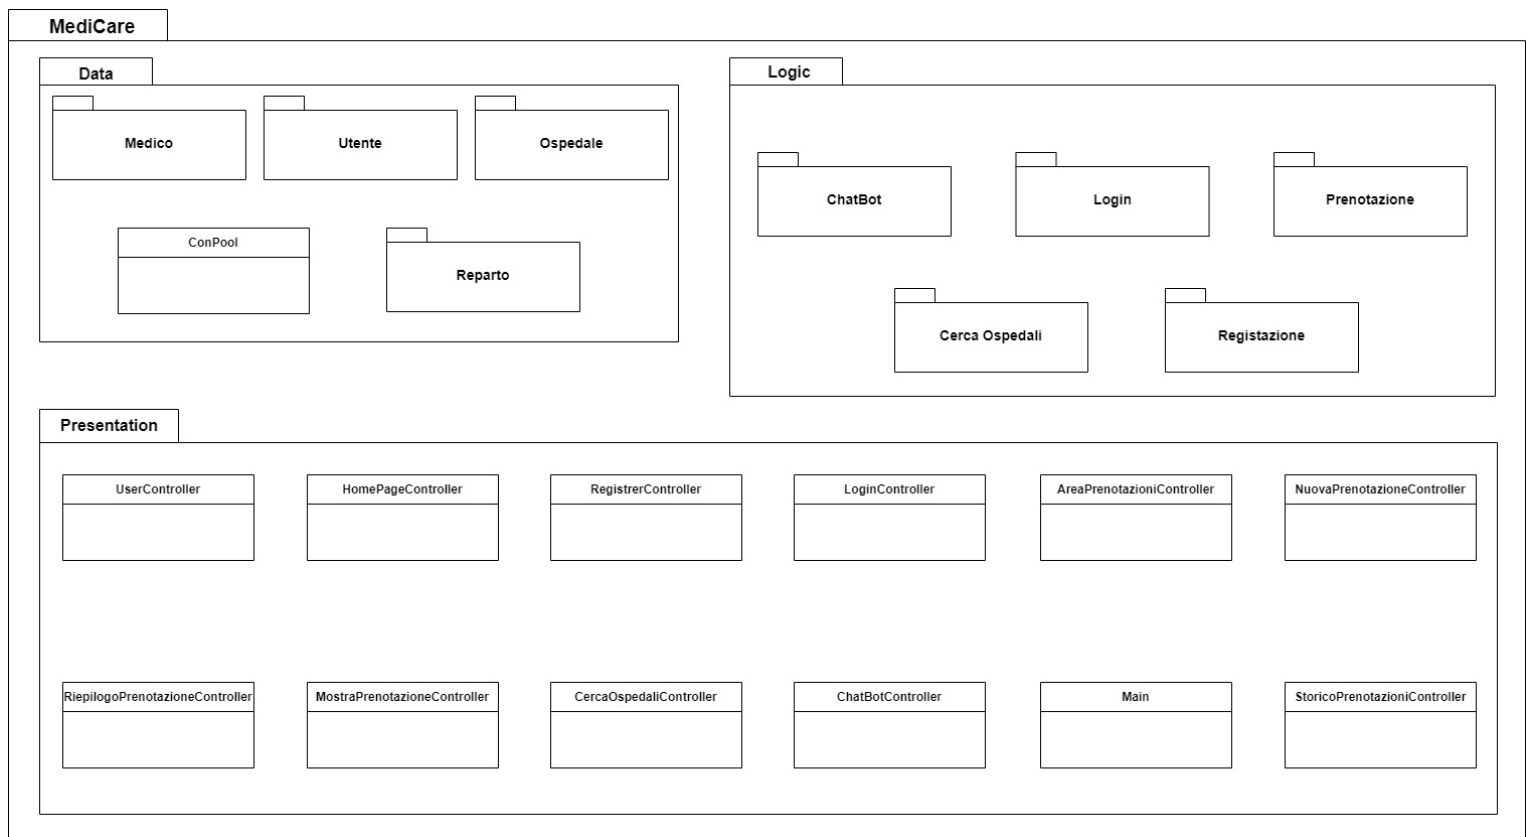 MediCare
Data
Medico
Utente
Ospedale
ConPool
Reparto
Logic
ChatBot
Login
Prenotazione
Cerca Ospedali
Registazione
Presentation
UserController
HomePageController
RegistrerController
LoginController
AreaPrenotazioniController
NuovaPrenotazioneController
RiepilogoPrenotazioneController
MostraPrenotazioneController
CercaOspedaliController
ChatBotController
Main
StoricoPrenotazioniController